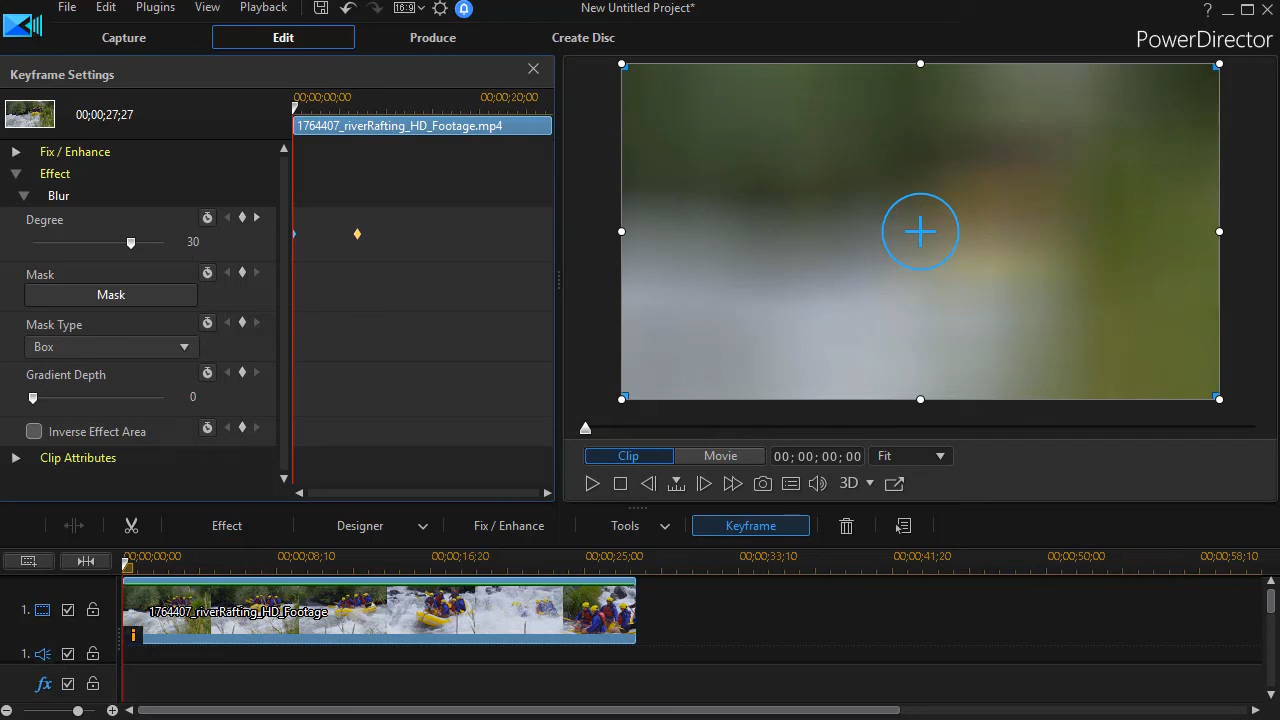 File Edit Plugins View Playback 16:9 New Untitled Project*
Capture Edit Produce Create Disc PowerDirector
Keyframe Settings
00;00;27;27
00;00;00;00 00;00;20;00
1764407_riverRafting_HD_Footage.mp4
Fix / Enhance
Effect
Blur
Degree
30
Mask
Mask
Mask Type
Box
Gradient Depth
0
Inverse Effect Area
Clip Attributes
Clip Movie 00; 00; 00; 00 Fit
3D
Effect Designer Fix / Enhance Tools Keyframe
00;00;00;00 00;00;08;10 00;00;16;20 00;00;25;00 00;00;33;10 00;00;41;20 00;00;50;00 00;00;58;10
1. 1764407_riverRafting_HD_Footage
i
1.
fx